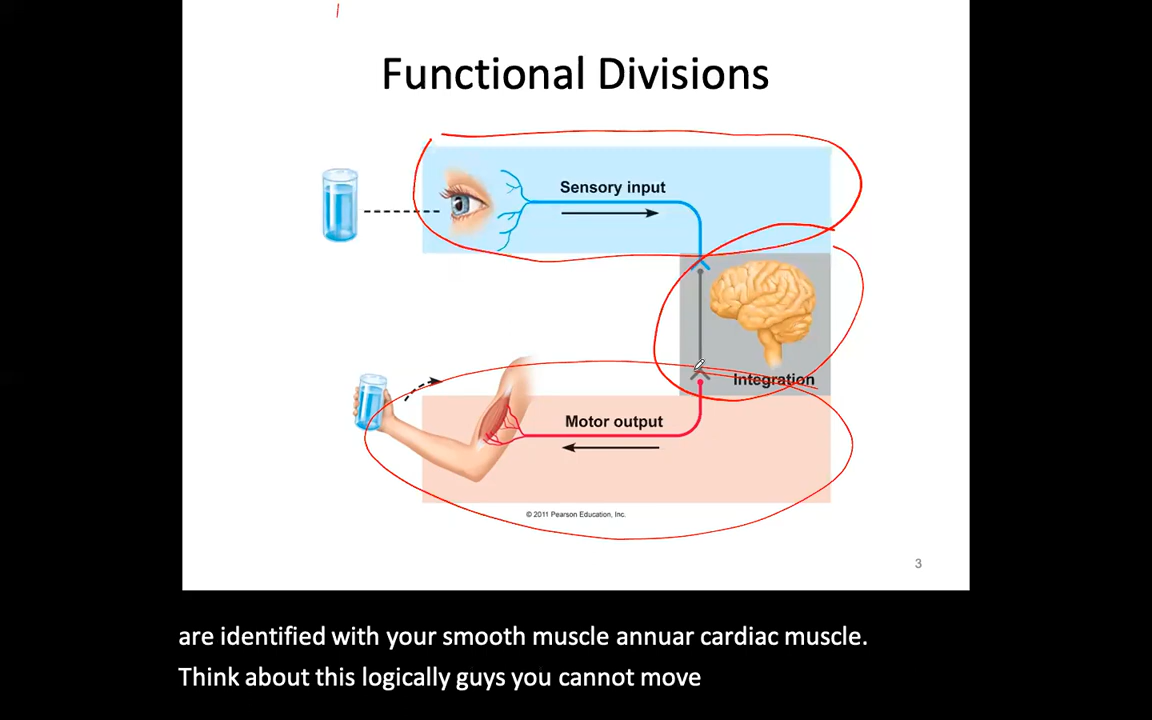 Functional Divisions
Sensory input
Integration
Motor output
© 2011 Pearson Education, Inc.
3
are identified with your smooth muscle annuar cardiac muscle.
Think about this logically guys you cannot move